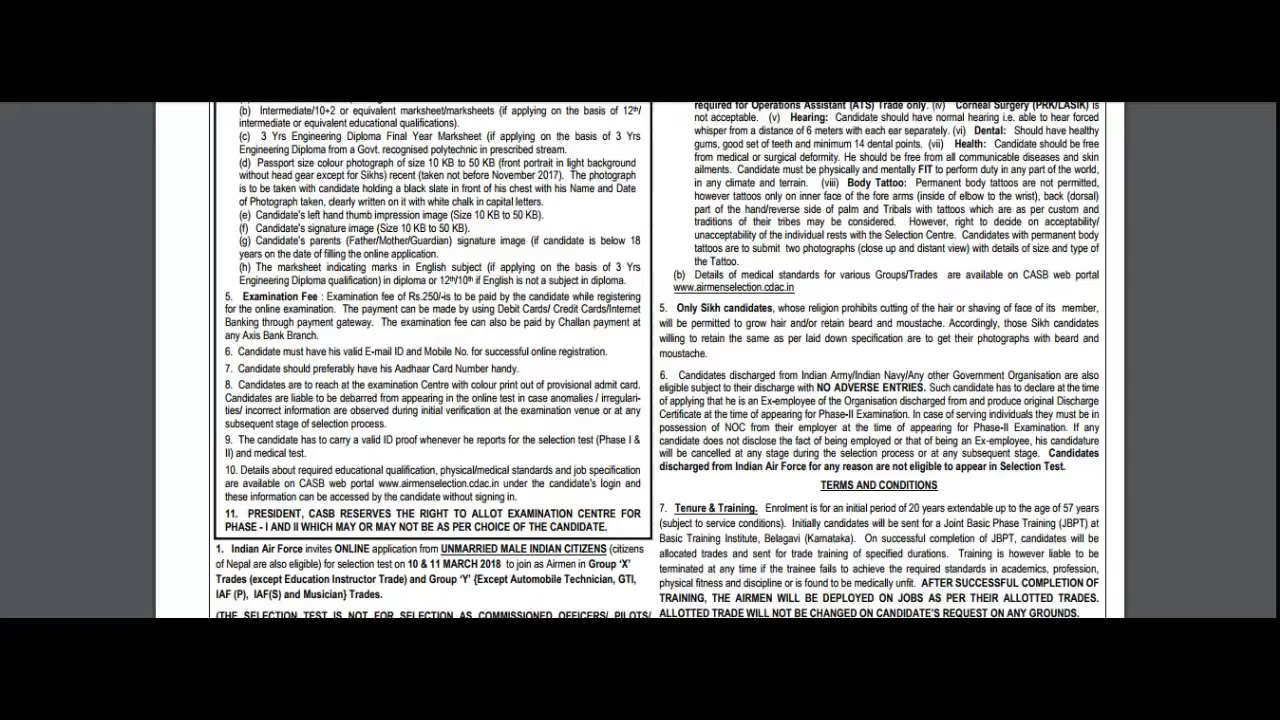 (b) Intermediate/10+2 or equivalent marksheet/marksheets (if applying on the basis of 12th/
intermediate or equivalent educational qualifications).
(c) 3 Yrs Engineering Diploma Final Year Marksheet (if applying on the basis of 3 Yrs
Engineering Diploma from a Govt. recognised polytechnic in prescribed stream.
(d) Passport size colour photograph of size 10 KB to 50 KB (front portrait in light background
without head gear except for Sikhs) recent (taken not before November 2017). The photograph
is to be taken with candidate holding a black slate in front of his chest with his Name and Date
of Photograph taken, clearly written on it with white chalk in capital letters.
(e) Candidate's left hand thumb impression image (Size 10 KB to 50 KB).
(f) Candidate's signature image (Size 10 KB to 50 KB).
(g) Candidate's parents (Father/Mother/Guardian) signature image (if candidate is below 18
years on the date of filling the online application.
(h) The marksheet indicating marks in English subject (if applying on the basis of 3 Yrs
Engineering Diploma qualification) in diploma or 12th/10th if English is not a subject in diploma.
5. Examination Fee : Examination fee of Rs.250/-is to be paid by the candidate while registering
for the online examination. The payment can be made by using Debit Cards/ Credit Cards/Internet
Banking through payment gateway. The examination fee can also be paid by Challan payment at
any Axis Bank Branch.
6. Candidate must have his valid E-mail ID and Mobile No. for successful online registration.
7. Candidate should preferably have his Aadhaar Card Number handy.
8. Candidates are to reach at the examination Centre with colour print out of provisional admit card.
Candidates are liable to be debarred from appearing in the online test in case anomalies / irregulari-
ties/ incorrect information are observed during initial verification at the examination venue or at any
subsequent stage of selection process.
9. The candidate has to carry a valid ID proof whenever he reports for the selection test (Phase I &
II) and medical test.
10. Details about required educational qualification, physical/medical standards and job specification
are available on CASB web portal www.airmenselection.cdac.in under the candidate's login and
these information can be accessed by the candidate without signing in.
11. PRESIDENT, CASB RESERVES THE RIGHT TO ALLOT EXAMINATION CENTRE FOR
PHASE - I AND II WHICH MAY OR MAY NOT BE AS PER CHOICE OF THE CANDIDATE.
1. Indian Air Force invites ONLINE application from UNMARRIED MALE INDIAN CITIZENS (citizens
of Nepal are also eligible) for selection test on 10 & 11 MARCH 2018 to join as Airmen in Group 'X'
Trades (except Education Instructor Trade) and Group 'Y' {Except Automobile Technician, GTI,
IAF (P), IAF(S) and Musician} Trades.
(THE SELECTION TEST IS NOT FOR SELECTION AS COMMISSIONED OFFICERS/ PILOTS/
required for Operations Assistant (ATS) Trade only. (iv) Corneal Surgery (PRK/LASIK) is
not acceptable. (v) Hearing: Candidate should have normal hearing i.e. able to hear forced
whisper from a distance of 6 meters with each ear separately. (vi) Dental: Should have healthy
gums, good set of teeth and minimum 14 dental points. (vii) Health: Candidate should be free
from medical or surgical deformity. He should be free from all communicable diseases and skin
ailments. Candidate must be physically and mentally FIT to perform duty in any part of the world,
in any climate and terrain. (viii) Body Tattoo: Permanent body tattoos are not permitted,
however tattoos only on inner face of the fore arms (inside of elbow to the wrist), back (dorsal)
part of the hand/reverse side of palm and Tribals with tattoos which are as per custom and
traditions of their tribes may be considered. However, right to decide on acceptability/
unacceptability of the individual rests with the Selection Centre. Candidates with permanent body
tattoos are to submit two photographs (close up and distant view) with details of size and type of
the Tattoo.
(b) Details of medical standards for various Groups/Trades are available on CASB web portal
www.airmenselection.cdac.in
5. Only Sikh candidates, whose religion prohibits cutting of the hair or shaving of face of its member,
will be permitted to grow hair and/or retain beard and moustache. Accordingly, those Sikh candidates
willing to retain the same as per laid down specification are to get their photographs with beard and
moustache.
6. Candidates discharged from Indian Army/Indian Navy/Any other Government Organisation are also
eligible subject to their discharge with NO ADVERSE ENTRIES. Such candidate has to declare at the time
of applying that he is an Ex-employee of the Organisation discharged from and produce original Discharge
Certificate at the time of appearing for Phase-II Examination. In case of serving individuals they must be in
possession of NOC from their employer at the time of appearing for Phase-II Examination. If any
candidate does not disclose the fact of being employed or that of being an Ex-employee, his candidature
will be cancelled at any stage during the selection process or at any subsequent stage. Candidates
discharged from Indian Air Force for any reason are not eligible to appear in Selection Test.
TERMS AND CONDITIONS
7. Tenure & Training. Enrolment is for an initial period of 20 years extendable up to the age of 57 years
(subject to service conditions). Initially candidates will be sent for a Joint Basic Phase Training (JBPT) at
Basic Training Institute, Belagavi (Karnataka). On successful completion of JBPT, candidates will be
allocated trades and sent for trade training of specified durations. Training is however liable to be
terminated at any time if the trainee fails to achieve the required standards in academics, profession,
physical fitness and discipline or is found to be medically unfit. AFTER SUCCESSFUL COMPLETION OF
TRAINING, THE AIRMEN WILL BE DEPLOYED ON JOBS AS PER THEIR ALLOTTED TRADES.
ALLOTTED TRADE WILL NOT BE CHANGED ON CANDIDATE'S REQUEST ON ANY GROUNDS.